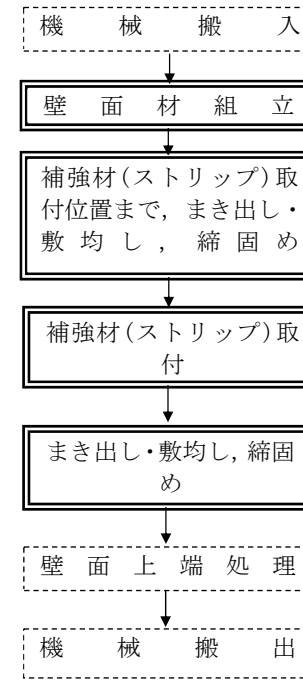 機械搬入
壁面材組立
補強材(ストリップ)取
付位置まで, まき出し・
敷均し, 締固め
補強材(ストリップ)取
付
まき出し・敷均し, 締固
め
壁面上端処理
機械搬出